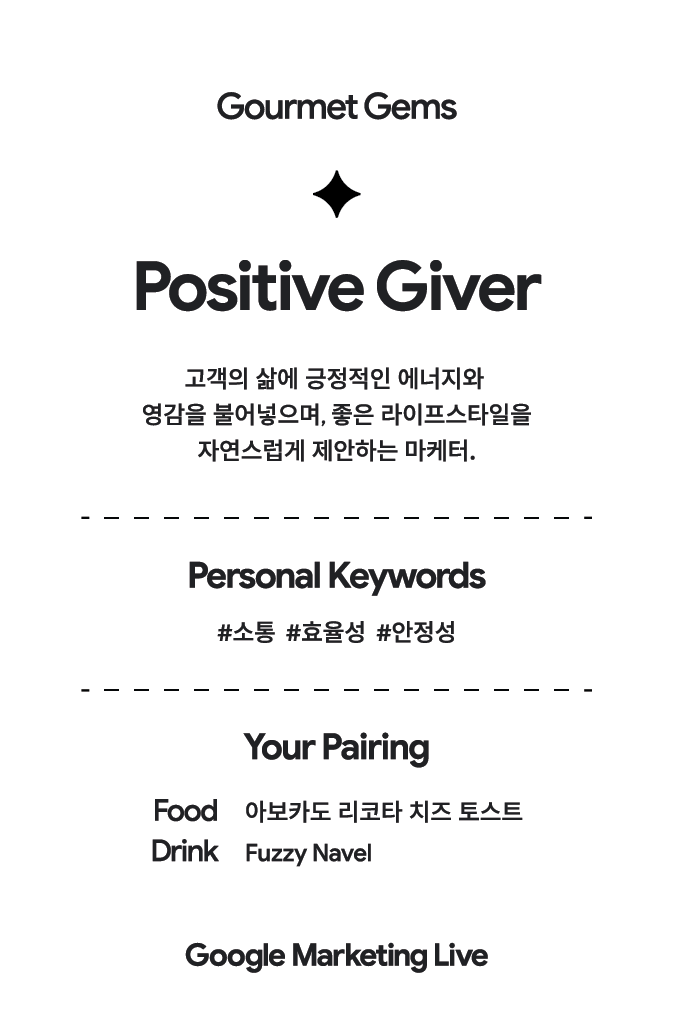 Gourmet Gems
Positive Giver
고객의 삶에 긍정적인 에너지와
영감을 불어넣으며, 좋은 라이프스타일을
자연스럽게 제안하는 마케터.
Personal Keywords
#소통 #효율성 #안정성
Your Pairing
Food 아보카도 리코타 치즈 토스트
Drink Fuzzy Navel
Google Marketing Live